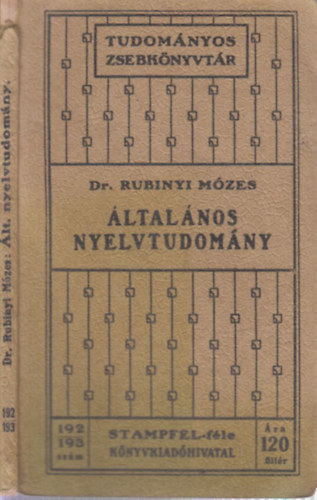 Dr. Rubinyi Mózes: Ált. nyelvtudomány.
192
193
TUDOMÁNYOS
ZSEBKÖNYVTÁR
Dr. RUBINYI MÓZES
ÁLTALÁNOS
NYELVTUDOMÁNY
192
193
szám
STAMPFEL-féle
KÖNYVKIADÓHIVATAL
Ára
120
fillér